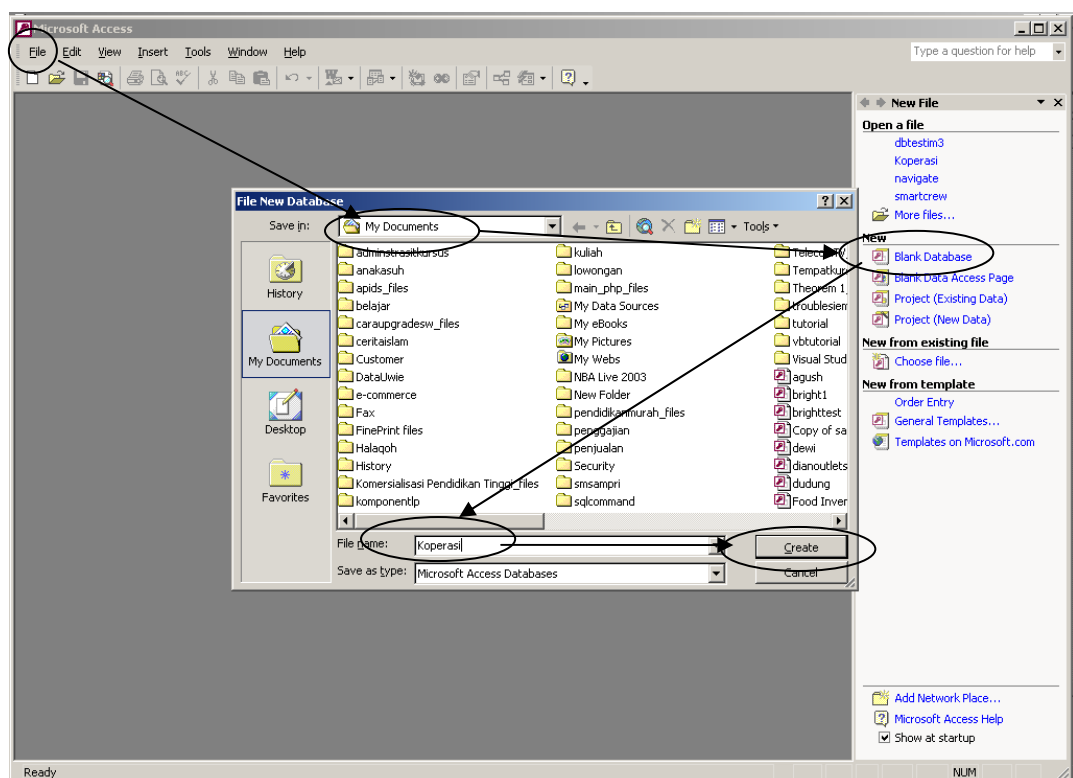 Microsoft Access
File Edit View Insert Tools Window Help
Type a question for help
New File
Open a file
dbtestim3
Koperasi
navigate
smartcrew
More files...
New
Blank Database
Blank Data Access Page
Project (Existing Data)
Project (New Data)
New from existing file
Choose file...
New from template
Order Entry
General Templates...
Templates on Microsoft.com
Add Network Place...
Microsoft Access Help
Show at startup
File New Database
Save in: My Documents
Tools
History
My Documents
Desktop
Favorites
adminstrasitkursus
anakasuh
apids_files
belajar
caraupgradesw_files
ceritaislam
Customer
DataUwie
e-commerce
Fax
FinePrint files
Halaqoh
History
Komersialisasi Pendidikan Tinggi_files
komponentlp
kuliah
lowongan
main_php_files
My Data Sources
My eBooks
My Pictures
My Webs
NBA Live 2003
New Folder
pendidikanmurah_files
penggajian
penjualan
Security
smsampri
sqlcommand
Tempatkur
Theorem 1
troublesiem
tutorial
vbtutorial
Visual Stud
agush
bright1
brighttest
Copy of sa
dewi
dianoutlets
dudung
Food Inver
File name: Koperasi
Create
Save as type: Microsoft Access Databases
Cancel
Ready
NUM